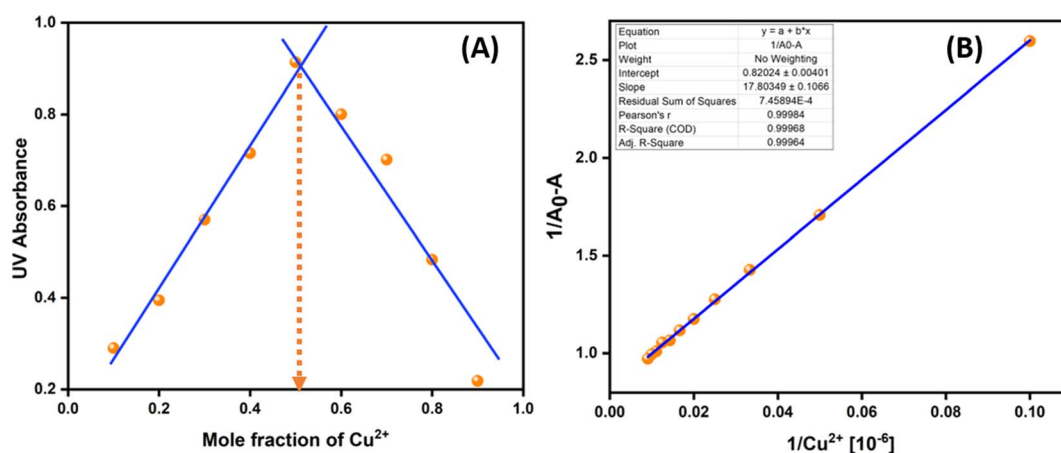 (A)
1.0
0.8
0.6
0.4
0.2
UV Absorbance
0.0 0.2 0.4 0.6 0.8 1.0
Mole fraction of Cu²⁺
(B)
Equation y = a + b*x
Plot 1/A0-A
Weight No Weighting
Intercept 0.82024 ± 0.00401
Slope 17.80349 ± 0.1066
Residual Sum of Squares 7.45894E-4
Pearson's r 0.99984
R-Square (COD) 0.99968
Adj. R-Square 0.99964
2.5
2.0
1.5
1.0
1/A₀-A
0.00 0.02 0.04 0.06 0.08 0.10
1/Cu²⁺ [10⁻⁶]